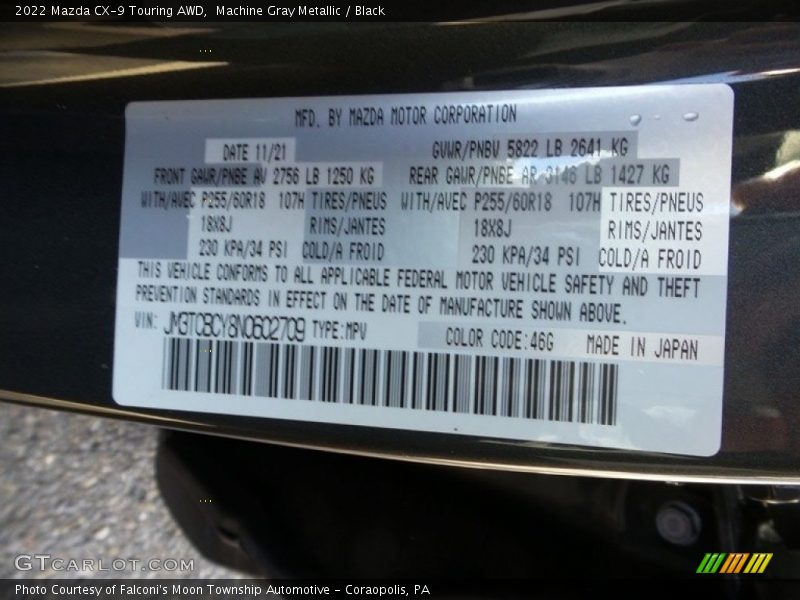 2022 Mazda CX-9 Touring AWD, Machine Gray Metallic / Black
MFD. BY MAZDA MOTOR CORPORATION
DATE 11/21 GVWR/PNBV 5822 LB 2641 KG
FRONT GAWR/PNBE AV 2756 LB 1250 KG REAR GAWR/PNBE AR 3146 LB 1427 KG
WITH/AVEC P255/60R18 107H TIRES/PNEUS WITH/AVEC P255/60R18 107H TIRES/PNEUS
18X8J RIMS/JANTES 18X8J RIMS/JANTES
230 KPA/34 PSI COLD/A FROID 230 KPA/34 PSI COLD/A FROID
THIS VEHICLE CONFORMS TO ALL APPLICABLE FEDERAL MOTOR VEHICLE SAFETY AND THEFT
PREVENTION STANDARDS IN EFFECT ON THE DATE OF MANUFACTURE SHOWN ABOVE.
VIN: JM3TCBCY8N0602709 TYPE:MPV COLOR CODE:46G MADE IN JAPAN
GTCARLOT.COM
Photo Courtesy of Falconi's Moon Township Automotive - Coraopolis, PA